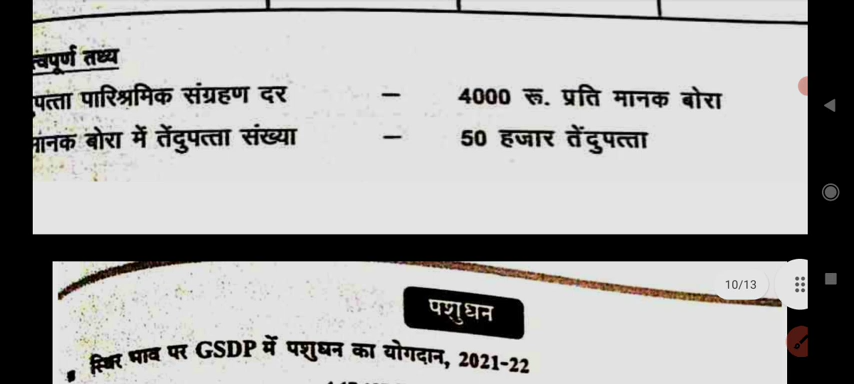 त्वपूर्ण तथ्य
पत्ता पारिश्रमिक संग्रहण दर – 4000 रू. प्रति मानक बोरा
मानक बोरा में तेंदुपत्ता संख्या – 50 हजार तेंदुपत्ता
10/13
पशुधन
स्थिर भाव पर GSDP में पशुधन का योगदान, 2021-22